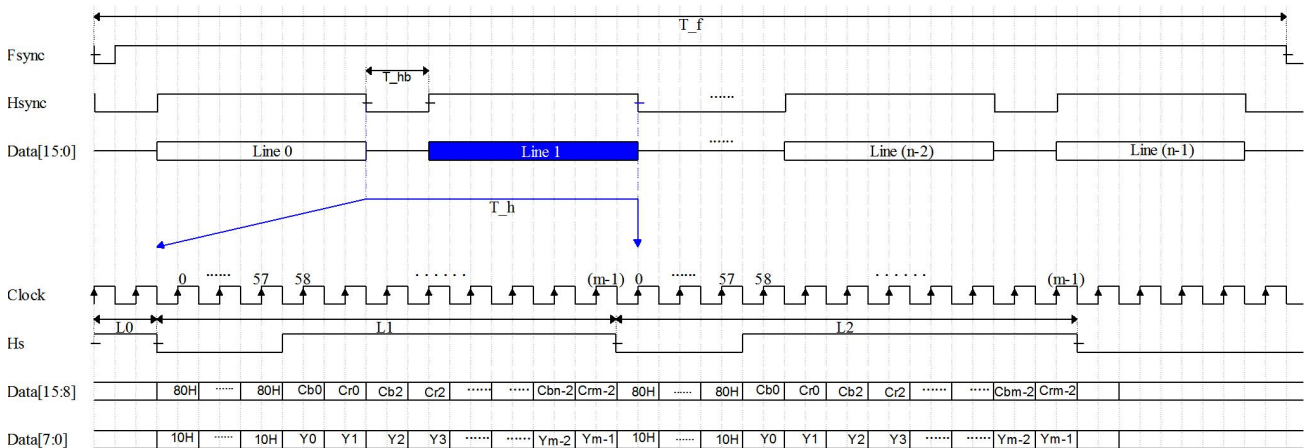 T_f
Fsync
T_hb
Hsync ......
Data[15:0] Line 0 Line 1 ...... Line (n-2) Line (n-1)
T_h
0 ...... 57 58 . . . . . . (m-1) 0 ...... 57 58 . . . . . . (m-1)
Clock
L0 L1 L2
Hs
Data[15:8] 80H ...... 80H Cb0 Cr0 Cb2 Cr2 ...... ...... Cbn-2 Crm-2 80H ...... 80H Cb0 Cr0 Cb2 Cr2 ...... ...... Cbm-2 Crm-2
Data[7:0] 10H ...... 10H Y0 Y1 Y2 Y3 ...... ...... Ym-2 Ym-1 10H ...... 10H Y0 Y1 Y2 Y3 ...... ...... Ym-2 Ym-1